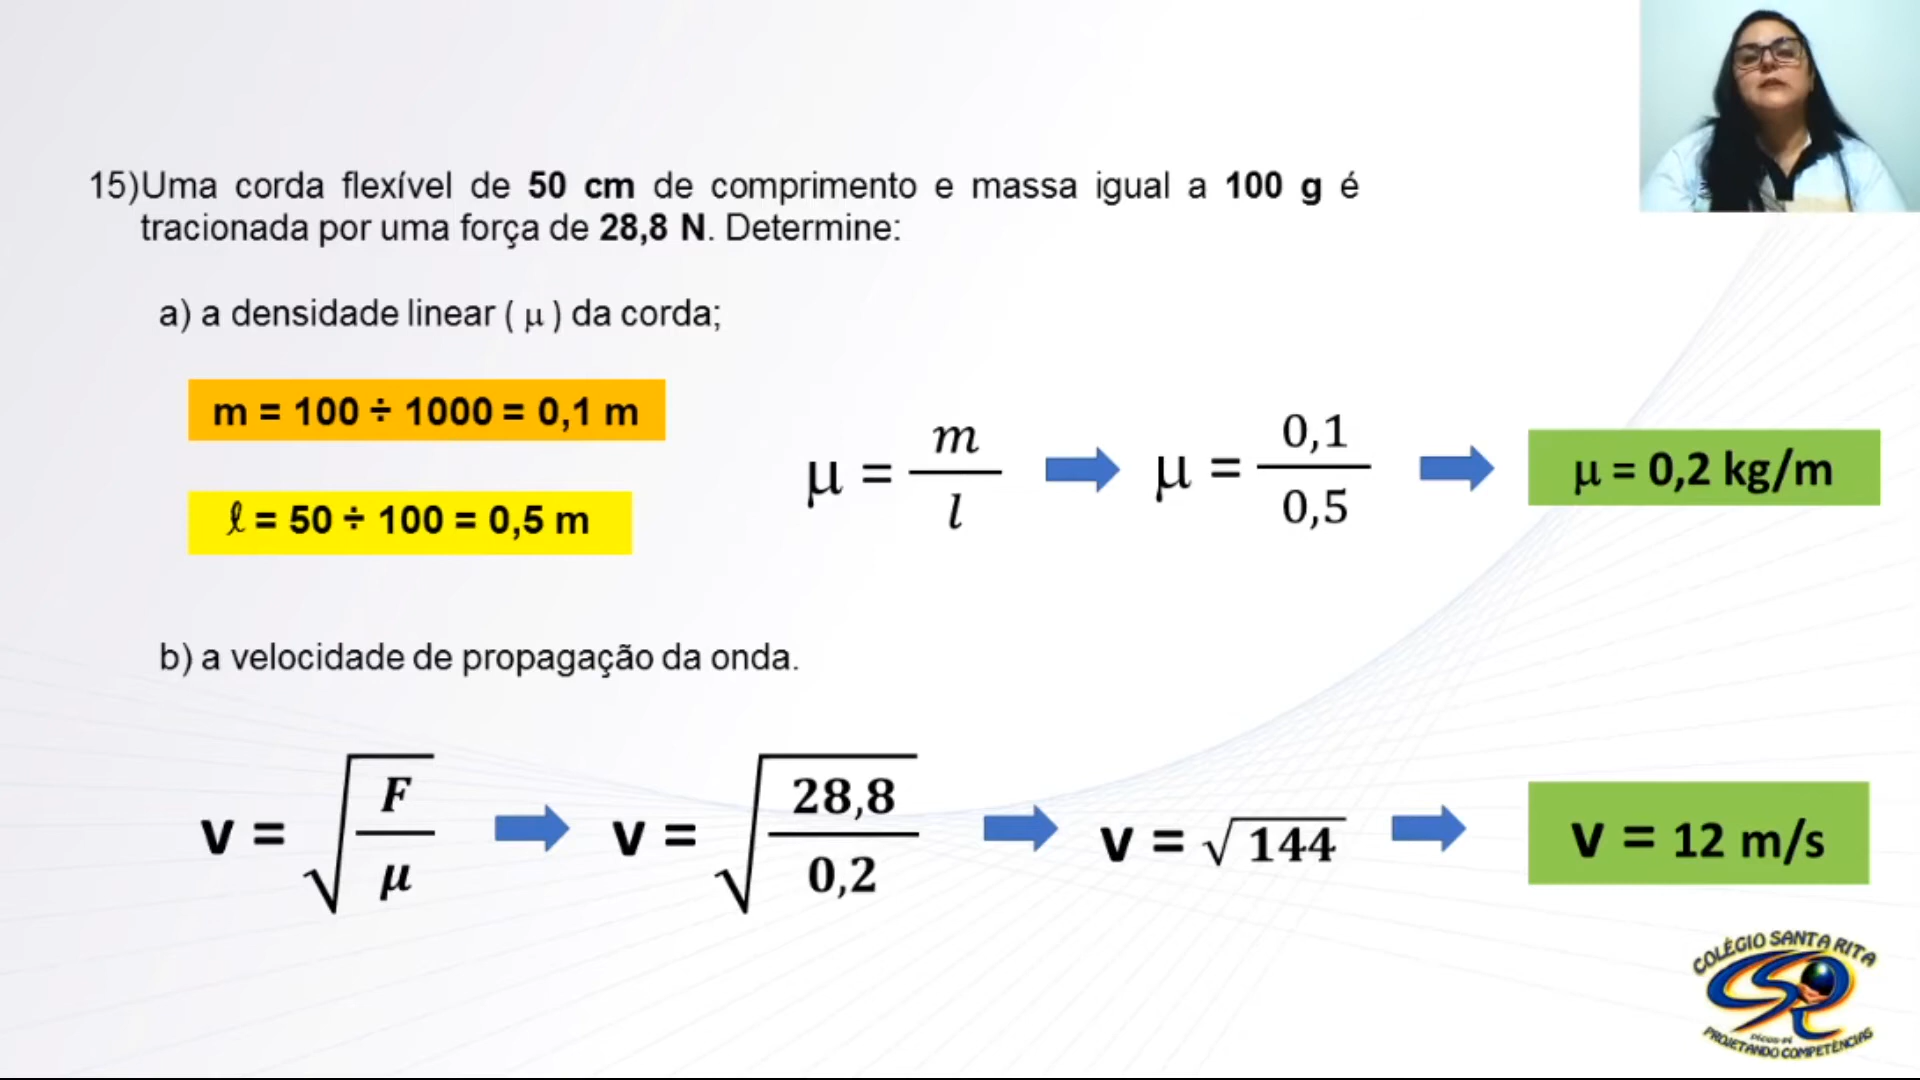 15)Uma corda flexível de 50 cm de comprimento e massa igual a 100 g é
tracionada por uma força de 28,8 N. Determine:
a) a densidade linear ( μ ) da corda;
m = 100 ÷ 1000 = 0,1 m
ℓ = 50 ÷ 100 = 0,5 m
μ = m/l
μ = 0,1/0,5
μ = 0,2 kg/m
b) a velocidade de propagação da onda.
v = √(F/μ)
v = √(28,8/0,2)
v = √144
v = 12 m/s
COLÉGIO SANTA RITA
PROJETANDO COMPETÊNCIAS